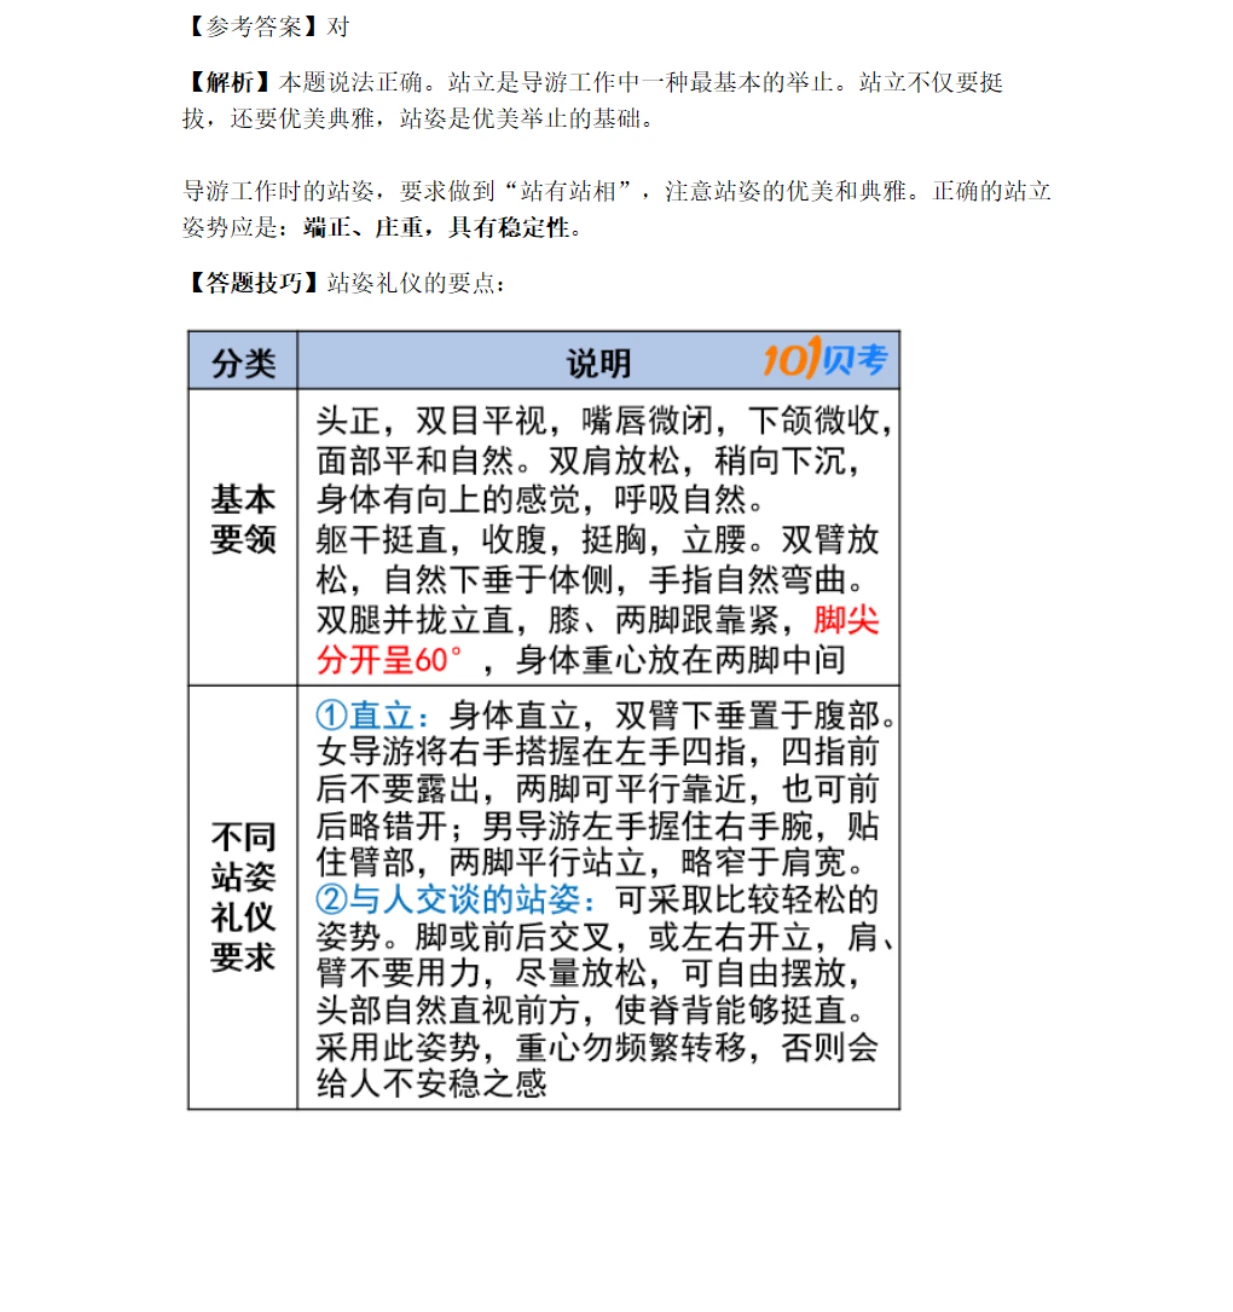 【参考答案】对
【解析】本题说法正确。站立是导游工作中一种最基本的举止。站立不仅要挺
拔，还要优美典雅，站姿是优美举止的基础。
导游工作时的站姿，要求做到“站有站相”，注意站姿的优美和典雅。正确的站立
姿势应是：端正、庄重，具有稳定性。
【答题技巧】站姿礼仪的要点：
分类
说明
101贝考
基本
要领
头正，双目平视，嘴唇微闭，下颌微收，
面部平和自然。双肩放松，稍向下沉，
身体有向上的感觉，呼吸自然。
躯干挺直，收腹，挺胸，立腰。双臂放
松，自然下垂于体侧，手指自然弯曲。
双腿并拢立直，膝、两脚跟靠紧，脚尖
分开呈60°，身体重心放在两脚中间
不同
站姿
礼仪
要求
①直立：身体直立，双臂下垂置于腹部。
女导游将右手搭握在左手四指，四指前
后不要露出，两脚可平行靠近，也可前
后略错开；男导游左手握住右手腕，贴
住臂部，两脚平行站立，略窄于肩宽。
②与人交谈的站姿：可采取比较轻松的
姿势。脚或前后交叉，或左右开立，肩、
臂不要用力，尽量放松，可自由摆放，
头部自然直视前方，使脊背能够挺直。
采用此姿势，重心勿频繁转移，否则会
给人不安稳之感